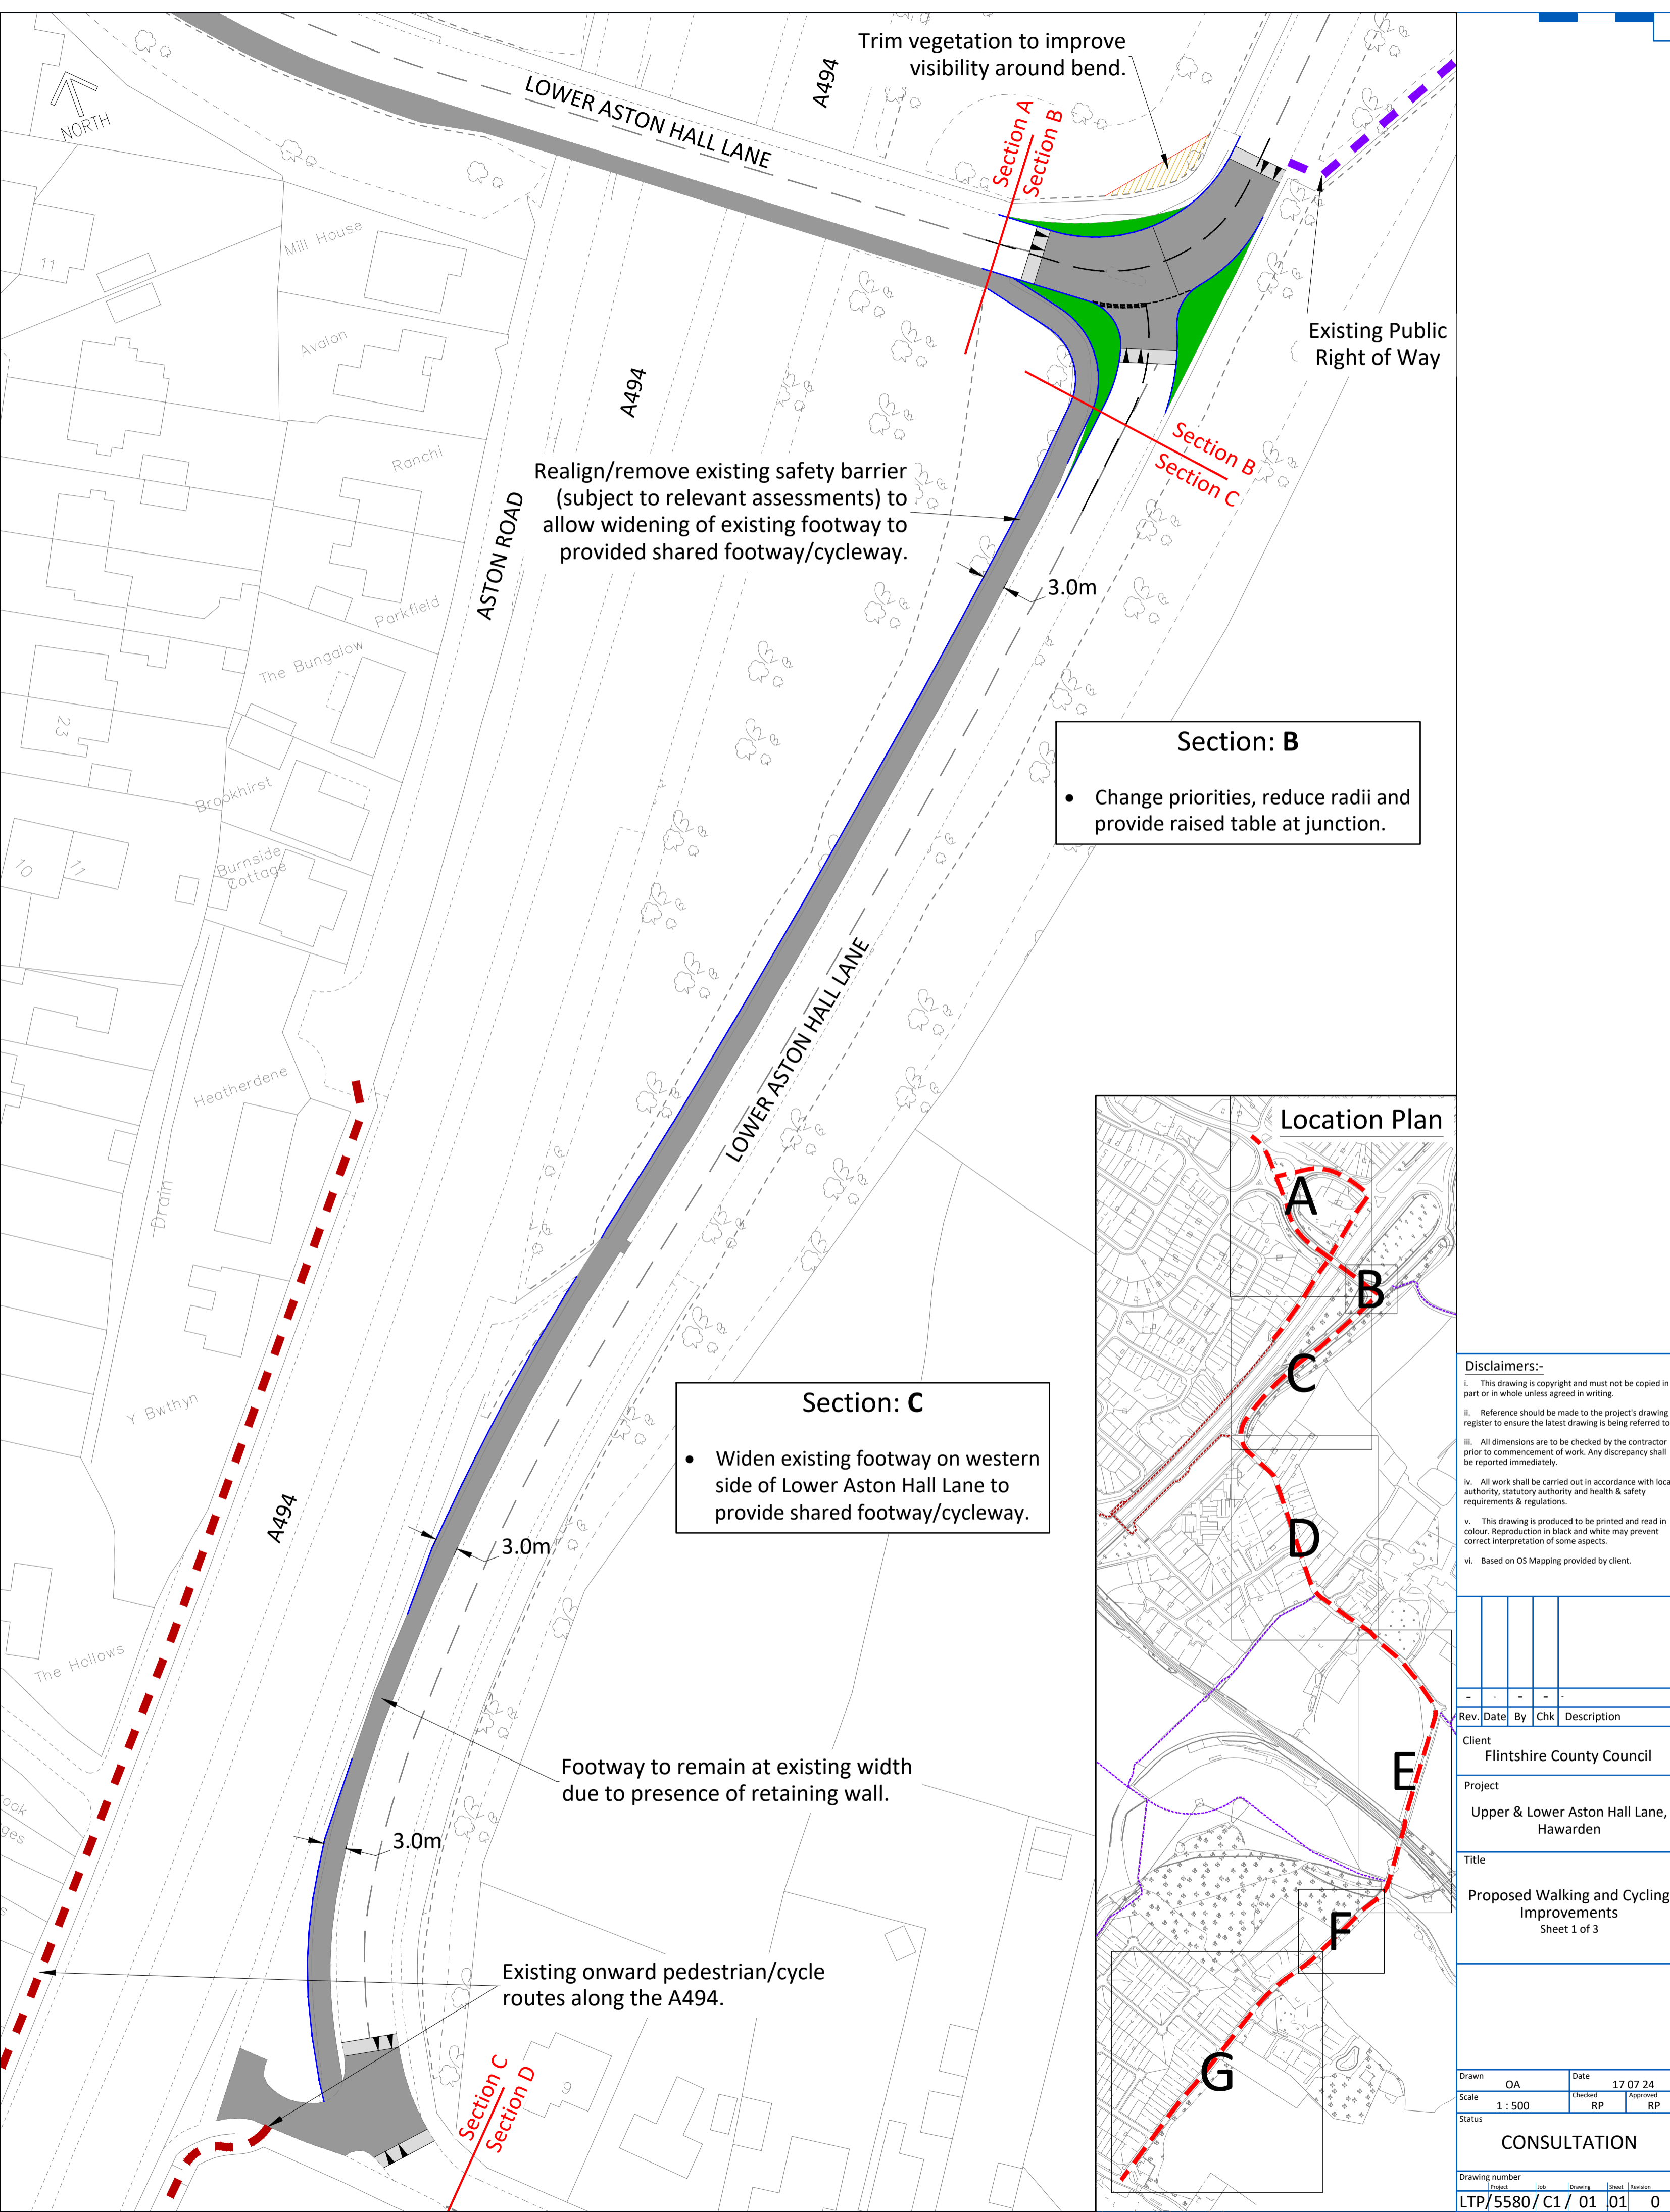 Trim vegetation to improve
visibility around bend.
NORTH
LOWER ASTON HALL LANE
A494
Section A
Section B
11
Mill House
Avalon
Ranchi
A494
Existing Public
Right of Way
Section B
Section C
Realign/remove existing safety barrier
(subject to relevant assessments) to
allow widening of existing footway to
provided shared footway/cycleway.
ASTON ROAD
3.0m
Parkfield
The Bungalow
23
Section: B
• Change priorities, reduce radii and
provide raised table at junction.
Brookhirst
Burnside
Cottage
10
11
LOWER ASTON HALL LANE
Heatherdene
Drain
Y Bwthyn
A494
Section: C
• Widen existing footway on western
side of Lower Aston Hall Lane to
provide shared footway/cycleway.
3.0m
The Hollows
Footway to remain at existing width
due to presence of retaining wall.
3.0m
Existing onward pedestrian/cycle
routes along the A494.
Section C
Section D
9
Location Plan
A
B
C
D
E
F
G
Disclaimers:-
i. This drawing is copyright and must not be copied in
part or in whole unless agreed in writing.
ii. Reference should be made to the project's drawing
register to ensure the latest drawing is being referred to
iii. All dimensions are to be checked by the contractor
prior to commencement of work. Any discrepancy shall
be reported immediately.
iv. All work shall be carried out in accordance with loca
authority, statutory authority and health & safety
requirements & regulations.
v. This drawing is produced to be printed and read in
colour. Reproduction in black and white may prevent
correct interpretation of some aspects.
vi. Based on OS Mapping provided by client.
- - - - -
Rev. Date By Chk Description
Client
Flintshire County Council
Project
Upper & Lower Aston Hall Lane,
Hawarden
Title
Proposed Walking and Cycling
Improvements
Sheet 1 of 3
Drawn OA Date 17 07 24
Scale 1 : 500 Checked RP Approved RP
Status
CONSULTATION
Drawing number
Project Job Drawing Sheet Revision
LTP/5580/ C1 / 01 .01 0